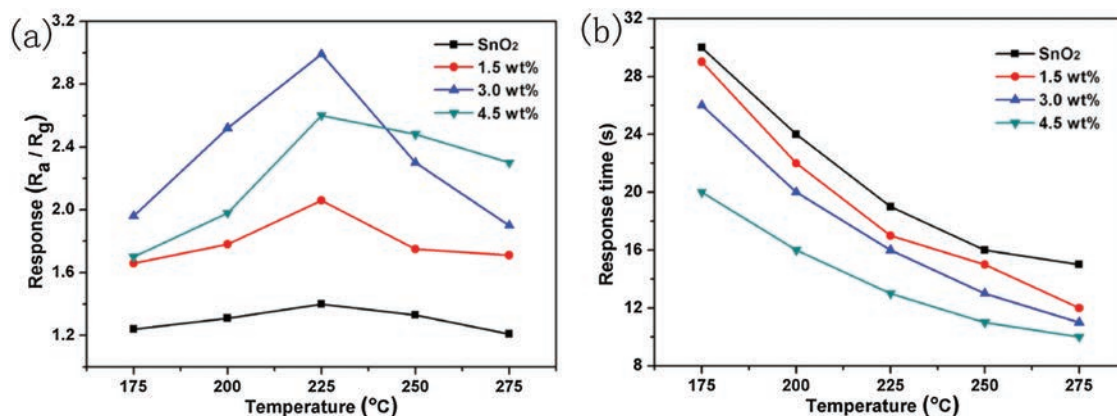 (a)
3.2
2.8
2.4
2.0
1.6
1.2
Response (Ra / Rg)
SnO2
1.5 wt%
3.0 wt%
4.5 wt%
175 200 225 250 275
Temperature (°C)
(b)
32
28
24
20
16
12
8
Response time (s)
SnO2
1.5 wt%
3.0 wt%
4.5 wt%
175 200 225 250 275
Temperature (°C)